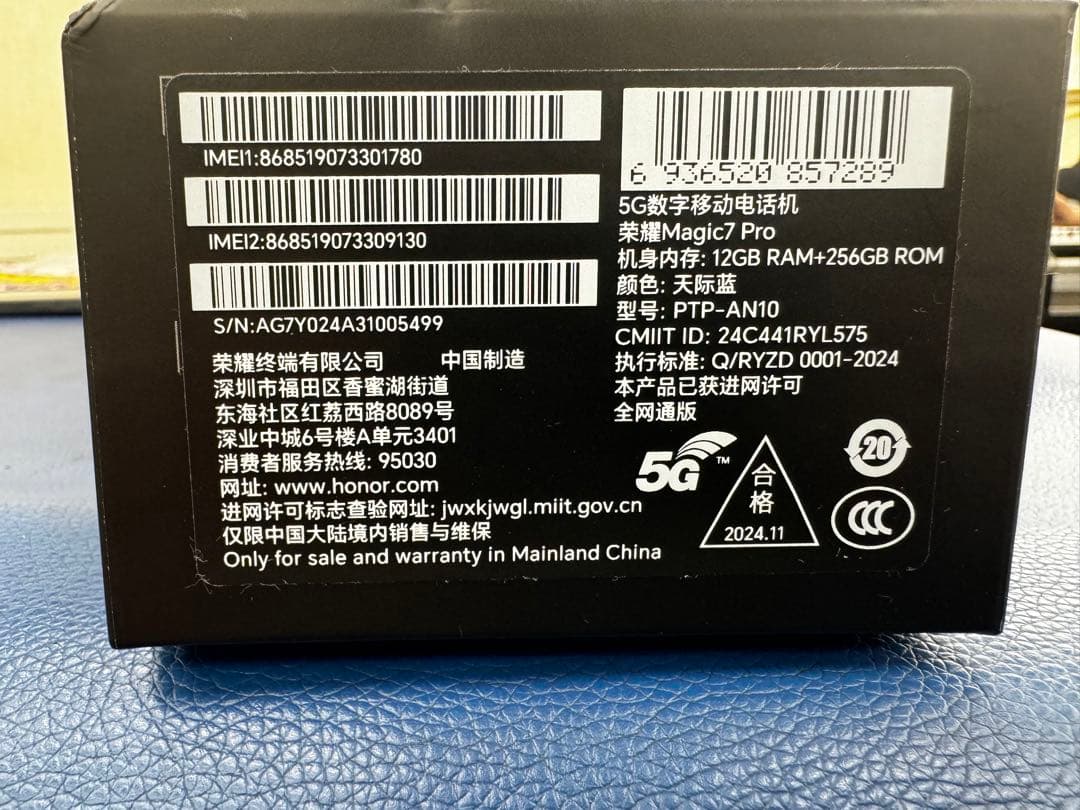 IMEI1:868519073301780
IMEI2:868519073309130
S/N:AG7Y024A31005499
荣耀终端有限公司 中国制造
深圳市福田区香蜜湖街道
东海社区红荔西路8089号
深业中城6号楼A单元3401
消费者服务热线: 95030
网址: www.honor.com
进网许可标志查验网址: jwxkjwgl.miit.gov.cn
仅限中国大陆境内销售与维保
Only for sale and warranty in Mainland China
6 936520 857289
5G数字移动电话机
荣耀Magic7 Pro
机身内存: 12GB RAM+256GB ROM
颜色: 天际蓝
型号: PTP-AN10
CMIIT ID: 24C441RYL575
执行标准: Q/RYZD 0001-2024
本产品已获进网许可
全网通版
5G™
合格
2024.11
20
CCC